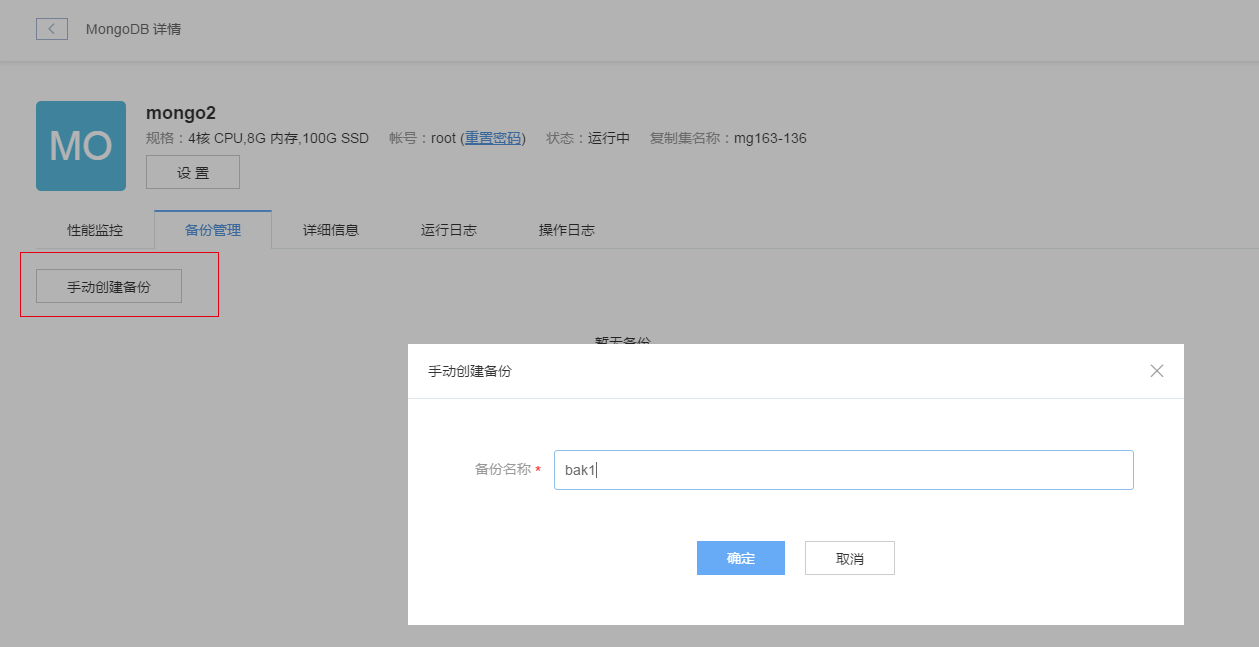 MongoDB 详情
MO
mongo2
规格：4核 CPU,8G 内存,100G SSD 帐号：root (重置密码) 状态：运行中 复制集名称：mg163-136
设 置
性能监控 备份管理 详细信息 运行日志 操作日志
手动创建备份
暂无备份
手动创建备份
备份名称 * bak1
确定 取消